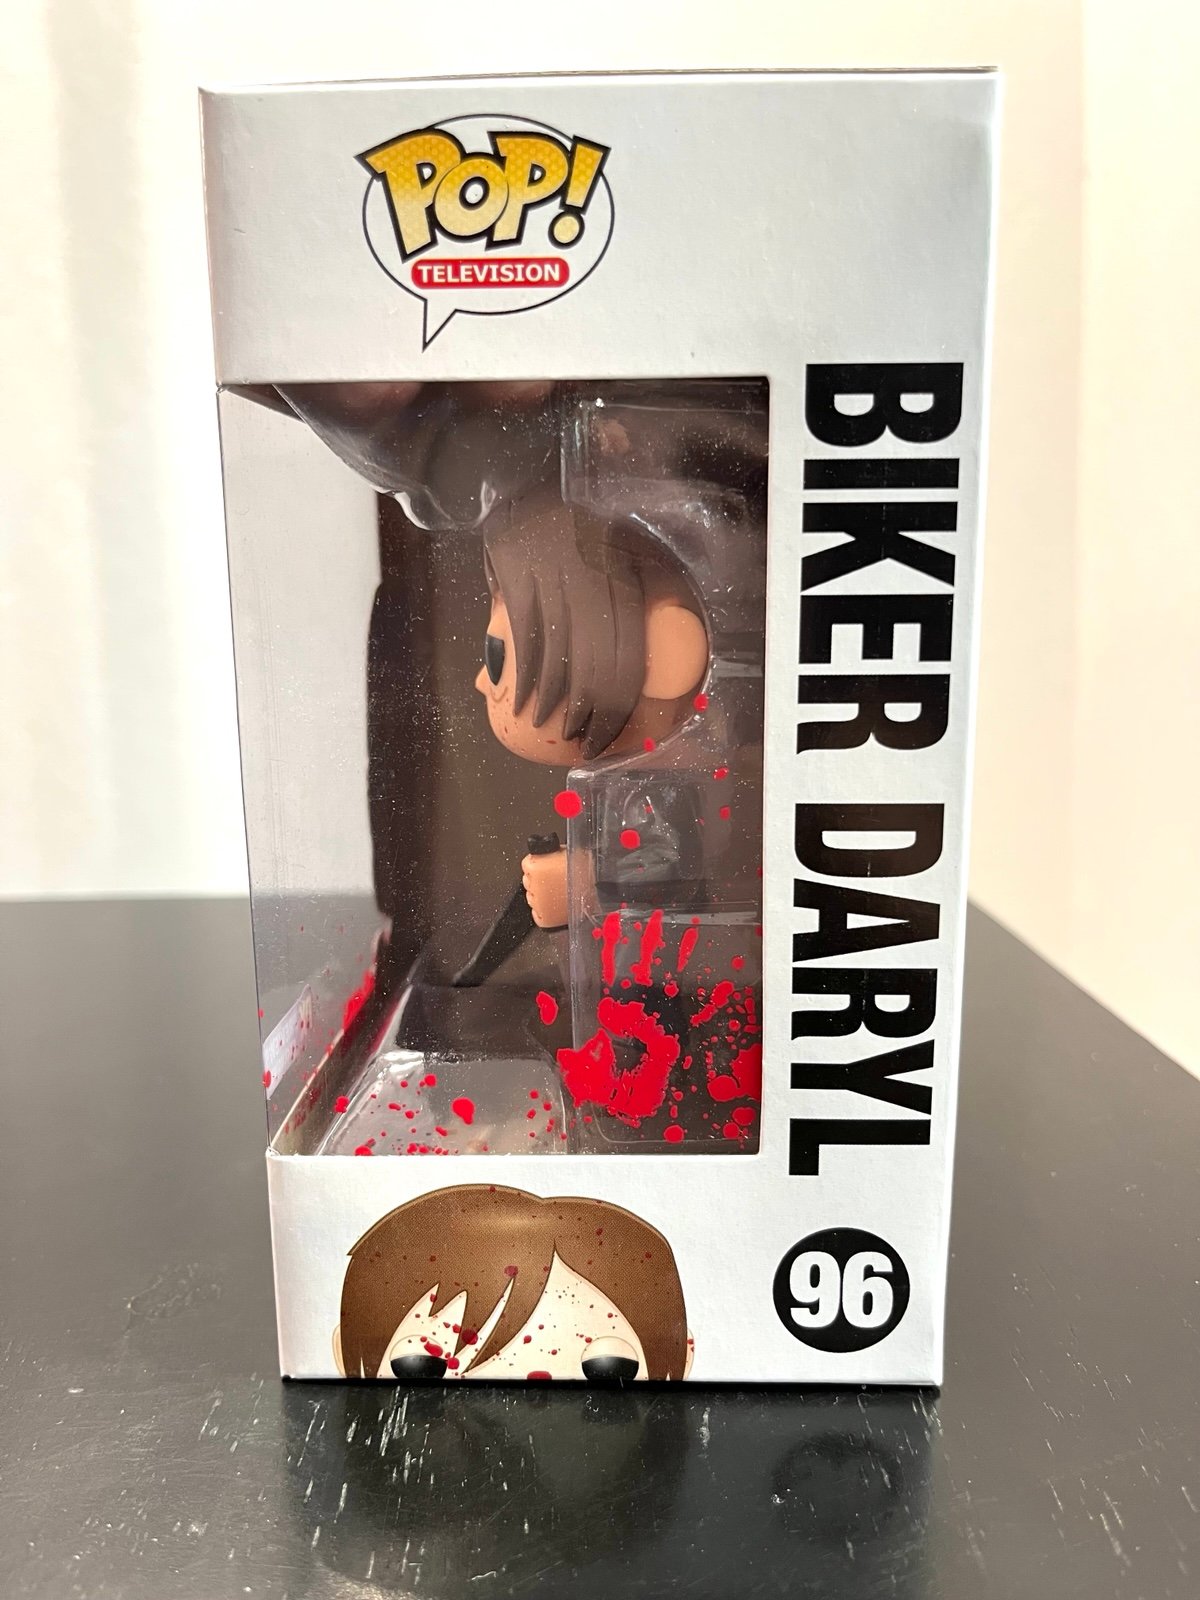 POP!
TELEVISION
BIKER DARYL
96